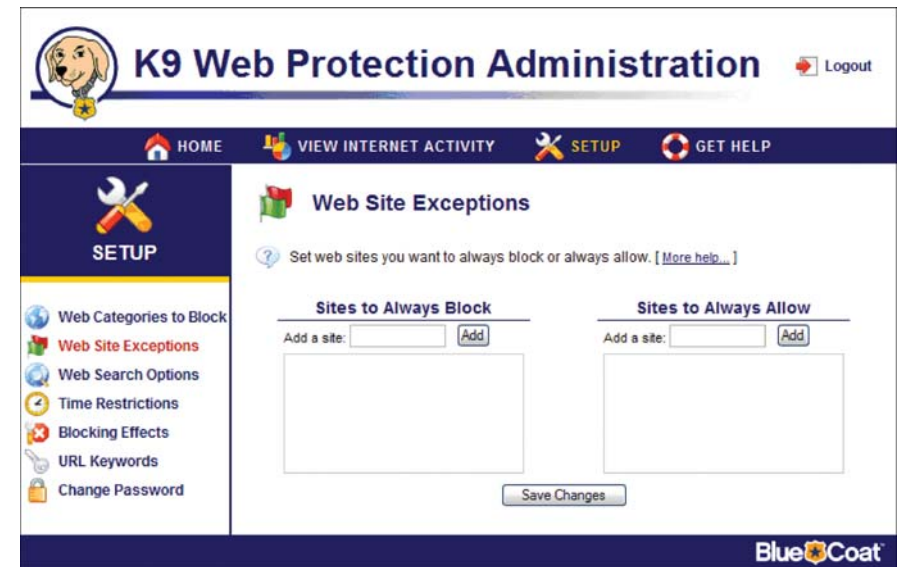 K9 Web Protection Administration
Logout
HOME
VIEW INTERNET ACTIVITY
SETUP
GET HELP
SETUP
Web Categories to Block
Web Site Exceptions
Web Search Options
Time Restrictions
Blocking Effects
URL Keywords
Change Password
Web Site Exceptions
Set web sites you want to always block or always allow. [ More help... ]
Sites to Always Block
Add a site:
Add
Sites to Always Allow
Add a site:
Add
Save Changes
Blue Coat™